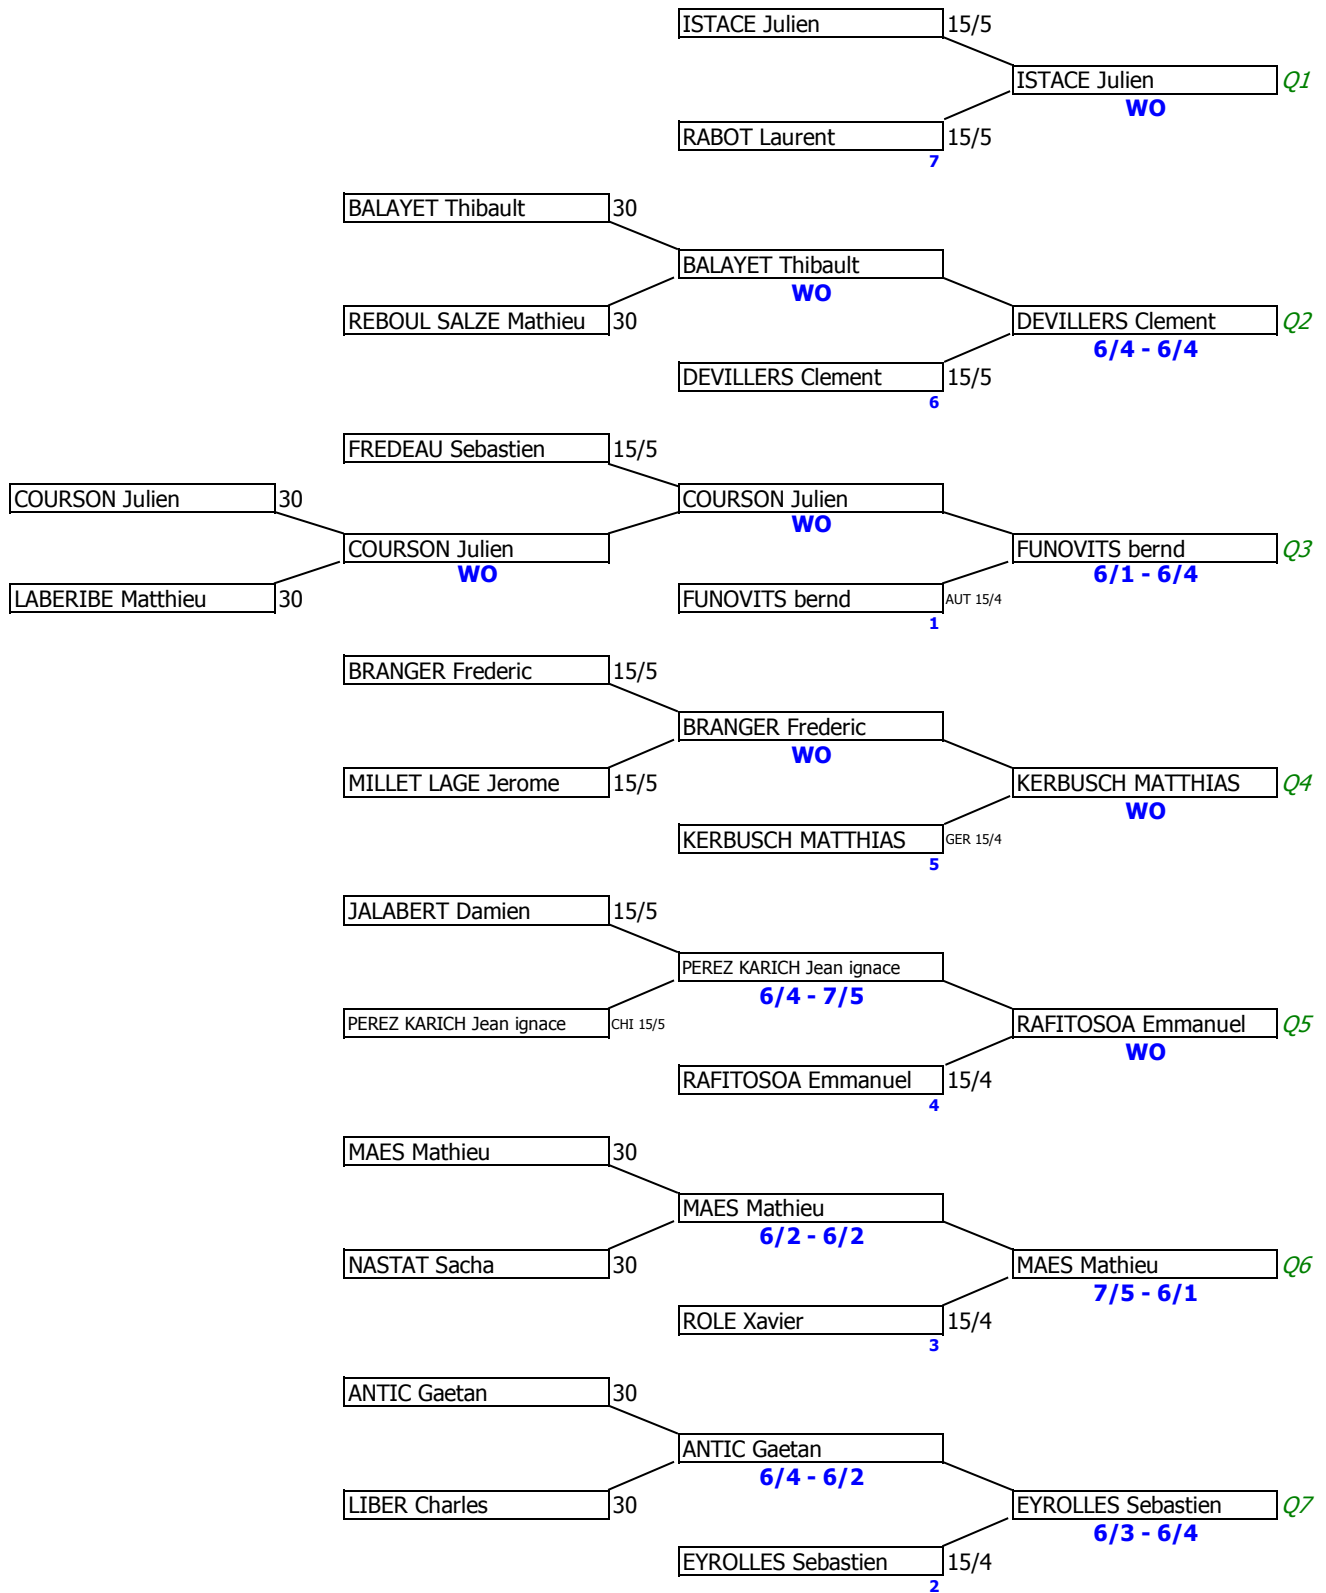 ISTACE Julien 15/5
ISTACE Julien Q1
WO
RABOT Laurent 15/5
7
BALAYET Thibault 30
BALAYET Thibault
WO
REBOUL SALZE Mathieu 30
DEVILLERS Clement Q2
6/4 - 6/4
DEVILLERS Clement 15/5
6
FREDEAU Sebastien 15/5
COURSON Julien 30
COURSON Julien
WO
COURSON Julien
WO
FUNOVITS bernd Q3
6/1 - 6/4
LABERIBE Matthieu 30
FUNOVITS bernd AUT 15/4
1
BRANGER Frederic 15/5
BRANGER Frederic
WO
MILLET LAGE Jerome 15/5
KERBUSCH MATTHIAS Q4
WO
KERBUSCH MATTHIAS GER 15/4
5
JALABERT Damien 15/5
PEREZ KARICH Jean ignace
6/4 - 7/5
PEREZ KARICH Jean ignace CHI 15/5
RAFITOSOA Emmanuel Q5
WO
RAFITOSOA Emmanuel 15/4
4
MAES Mathieu 30
MAES Mathieu
6/2 - 6/2
NASTAT Sacha 30
MAES Mathieu Q6
7/5 - 6/1
ROLE Xavier 15/4
3
ANTIC Gaetan 30
ANTIC Gaetan
6/4 - 6/2
LIBER Charles 30
EYROLLES Sebastien Q7
6/3 - 6/4
EYROLLES Sebastien 15/4
2